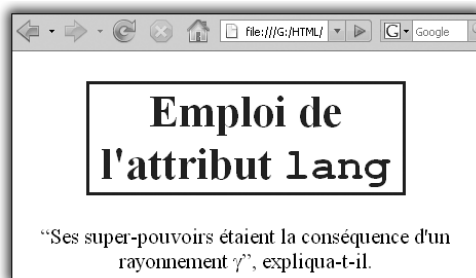 file:///G:/HTML/
G
Google
Emploi de
l'attribut lang
“Ses super-pouvoirs étaient la conséquence d'un
rayonnement γ”, expliqua-t-il.